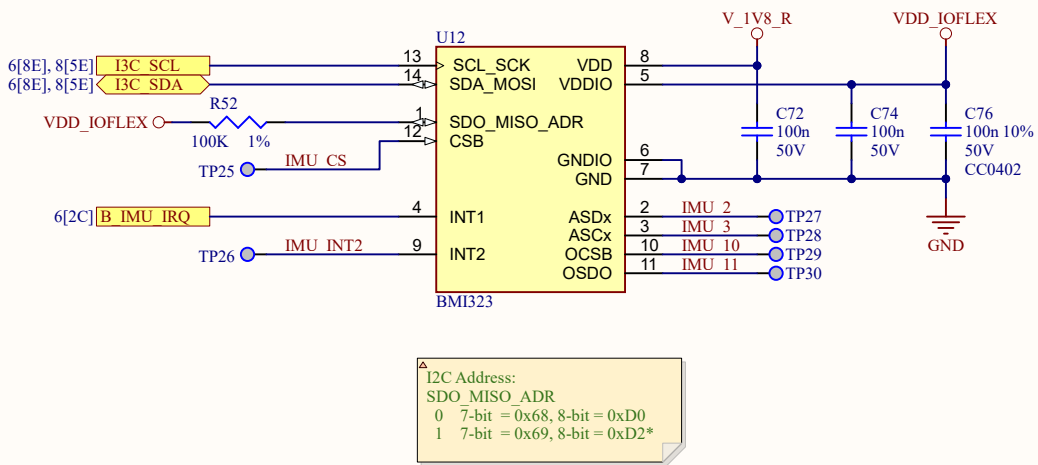 V_1V8_R
VDD_IOFLEX
U12
6[8E], 8[5E] I3C_SCL 13 SCL_SCK VDD 8
6[8E], 8[5E] I3C_SDA 14 SDA_MOSI VDDIO 5
R52
VDD_IOFLEX 1 SDO_MISO_ADR
100K 1%
12 CSB
TP25 IMU_CS
C72 C74 C76
100n 100n 100n 10%
50V 50V 50V
CC0402
GNDIO 6
GND 7
6[2C] B_IMU_IRQ 4 INT1 ASDx 2 IMU_2 TP27
ASCx 3 IMU_3 TP28
TP26 IMU_INT2 9 INT2 OCSB 10 IMU_10 TP29
OSDO 11 IMU_11 TP30
GND
BMI323
I2C Address:
SDO_MISO_ADR
0 7-bit = 0x68, 8-bit = 0xD0
1 7-bit = 0x69, 8-bit = 0xD2*